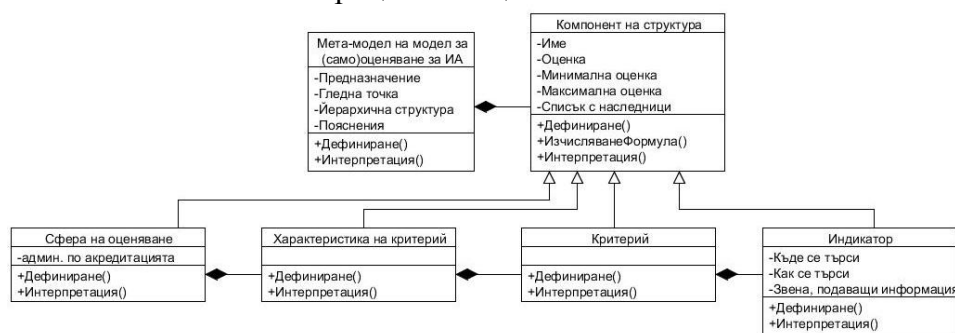 Компонент на структура
-Име
-Оценка
-Минимална оценка
-Максимална оценка
-Списък с наследници
+Дефиниране()
+ИзчисляванеФормула()
+Интерпретация()
Мета-модел на модел за
(само)оценяване за ИА
-Предназначение
-Гледна точка
-Йерархична структура
-Пояснения
+Дефиниране()
+Интерпретация()
Сфера на оценяване
-админ. по акредитацията
+Дефиниране()
+Интерпретация()
Характеристика на критерий
+Дефиниране()
+Интерпретация()
Критерий
+Дефиниране()
+Интерпретация()
Индикатор
-Къде се търси
-Как се търси
-Звена, подаващи информация
+Дефиниране()
+Интерпретация()